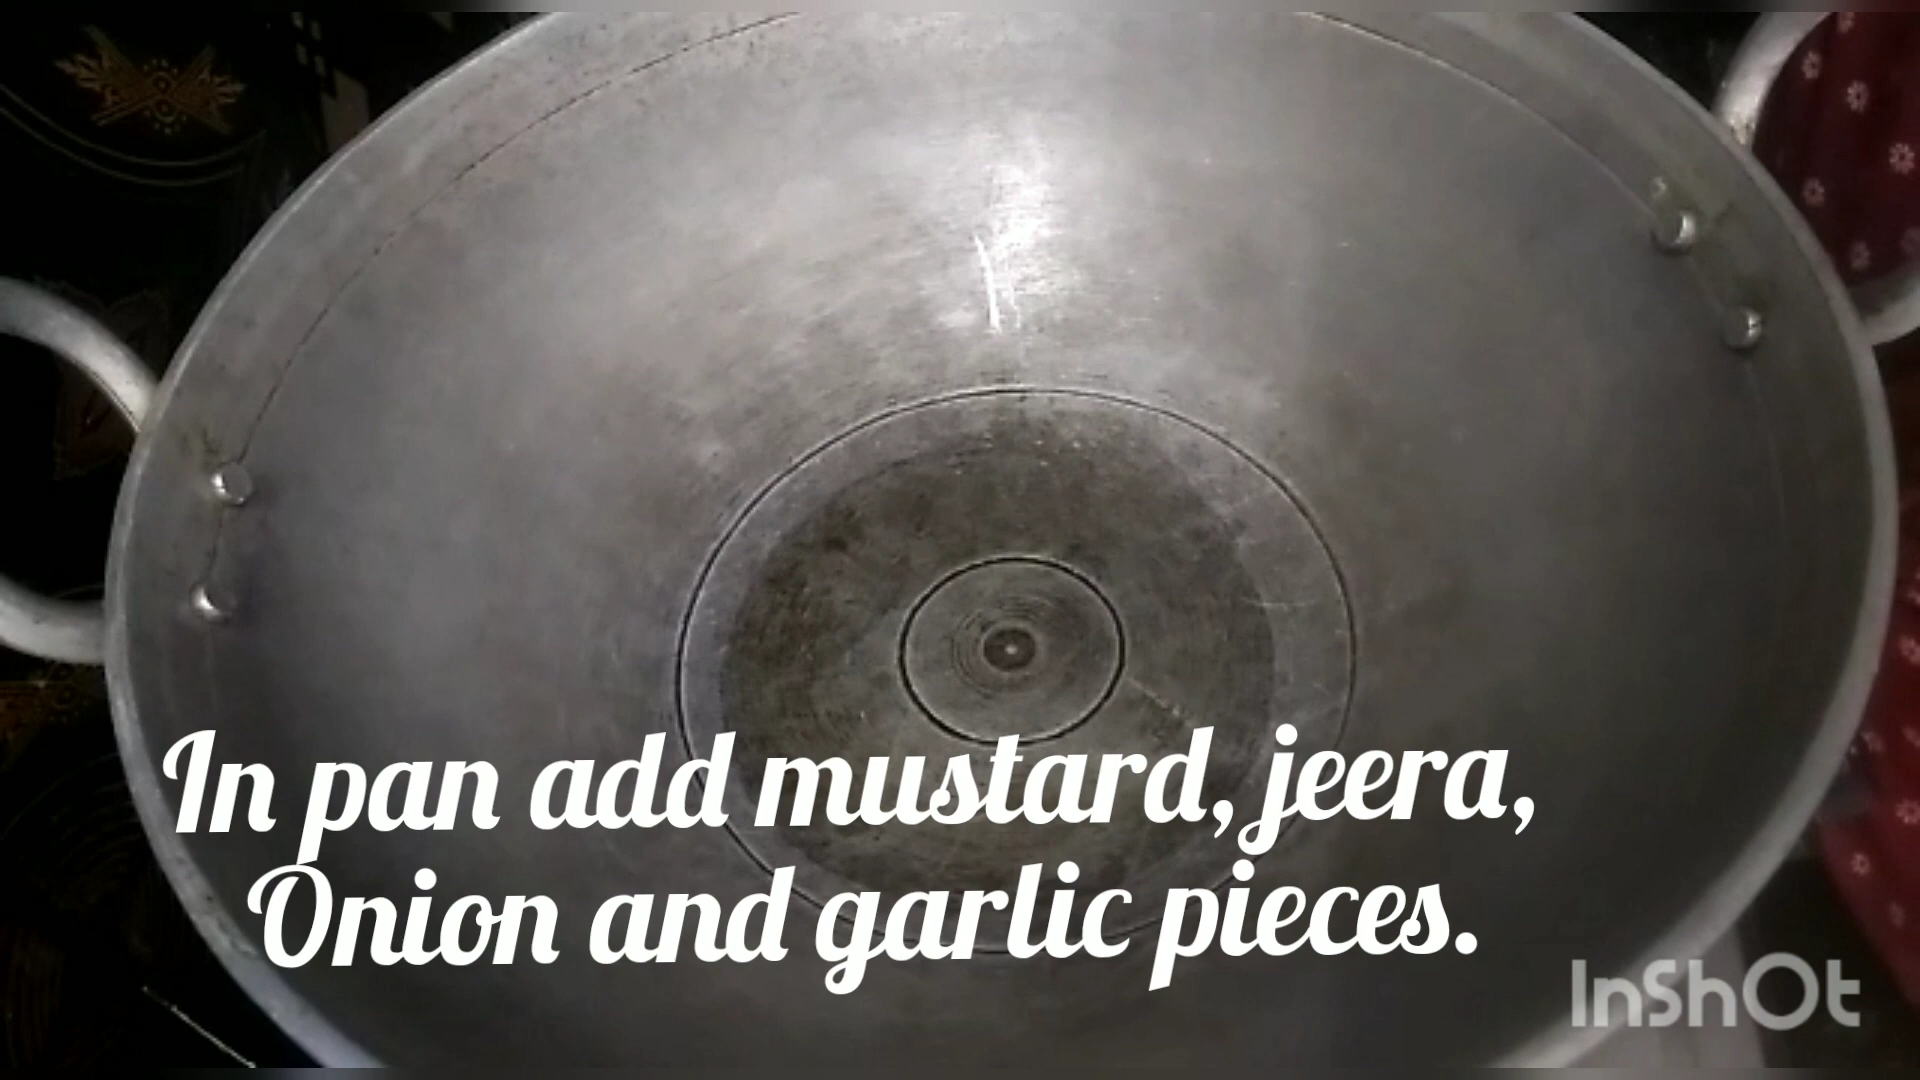 In pan add mustard, jeera,
Onion and garlic pieces.
InShOt